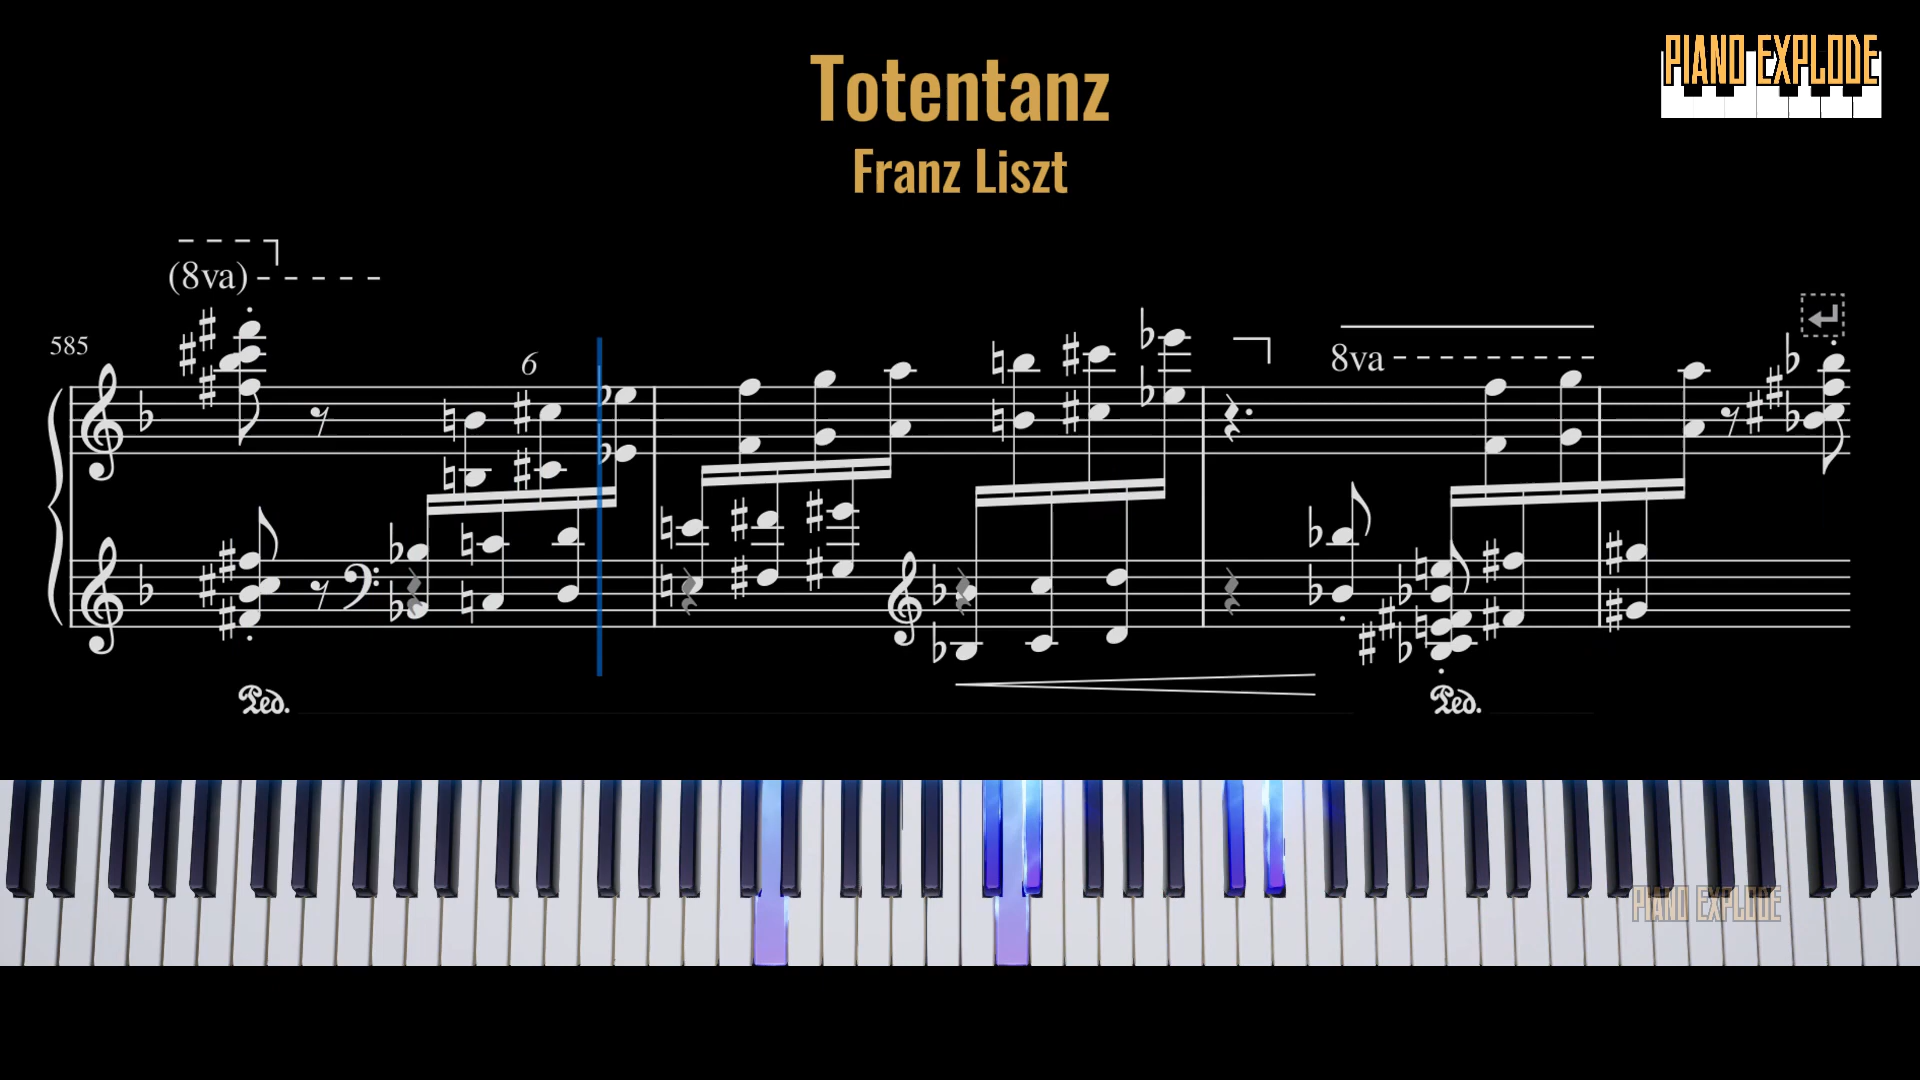 PIANO EXPLODE
Totentanz
Franz Liszt
(8va)
585
6
8va
Ped.
Ped.
PIANO EXPLODE